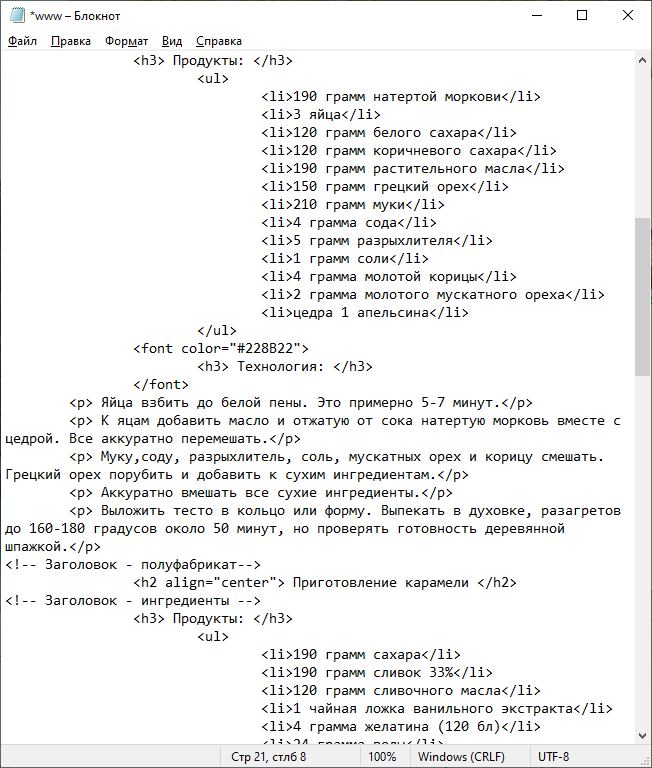 *www – Блокнот
Файл Правка Формат Вид Справка
<h3> Продукты: </h3>
<ul>
<li>190 грамм натертой моркови</li>
<li>3 яйца</li>
<li>120 грамм белого сахара</li>
<li>120 грамм коричневого сахара</li>
<li>190 грамм растительного масла</li>
<li>150 грамм грецкий орех</li>
<li>210 грамм муки</li>
<li>4 грамма сода</li>
<li>5 грамм разрыхлителя</li>
<li>1 грамм соли</li>
<li>4 грамма молотой корицы</li>
<li>2 грамма молотого мускатного ореха</li>
<li>цедра 1 апельсина</li>
</ul>
<font color="#228B22">
<h3> Технология: </h3>
</font>
<p> Яйца взбить до белой пены. Это примерно 5-7 минут.</p>
<p> К яцам добавить масло и отжатую от сока натертую морковь вместе с
цедрой. Все аккуратно перемешать.</p>
<p> Муку,соду, разрыхлитель, соль, мускатных орех и корицу смешать.
Грецкий орех порубить и добавить к сухим ингредиентам.</p>
<p> Аккуратно вмешать все сухие ингредиенты.</p>
<p> Выложить тесто в кольцо или форму. Выпекать в духовке, разагретов
до 160-180 градусов около 50 минут, но проверять готовность деревянной
шпажкой.</p>
<!-- Заголовок - полуфабрикат-->
<h2 align="center"> Приготовление карамели </h2>
<!-- Заголовок - ингредиенты -->
<h3> Продукты: </h3>
<ul>
<li>190 грамм сахара</li>
<li>190 грамм сливок 33%</li>
<li>120 грамм сливочного масла</li>
<li>1 чайная ложка ванильного экстракта</li>
<li>4 грамма желатина (120 бл)</li>
<li>24 грамма воды</li>
Стр 21, стлб 8 100% Windows (CRLF) UTF-8